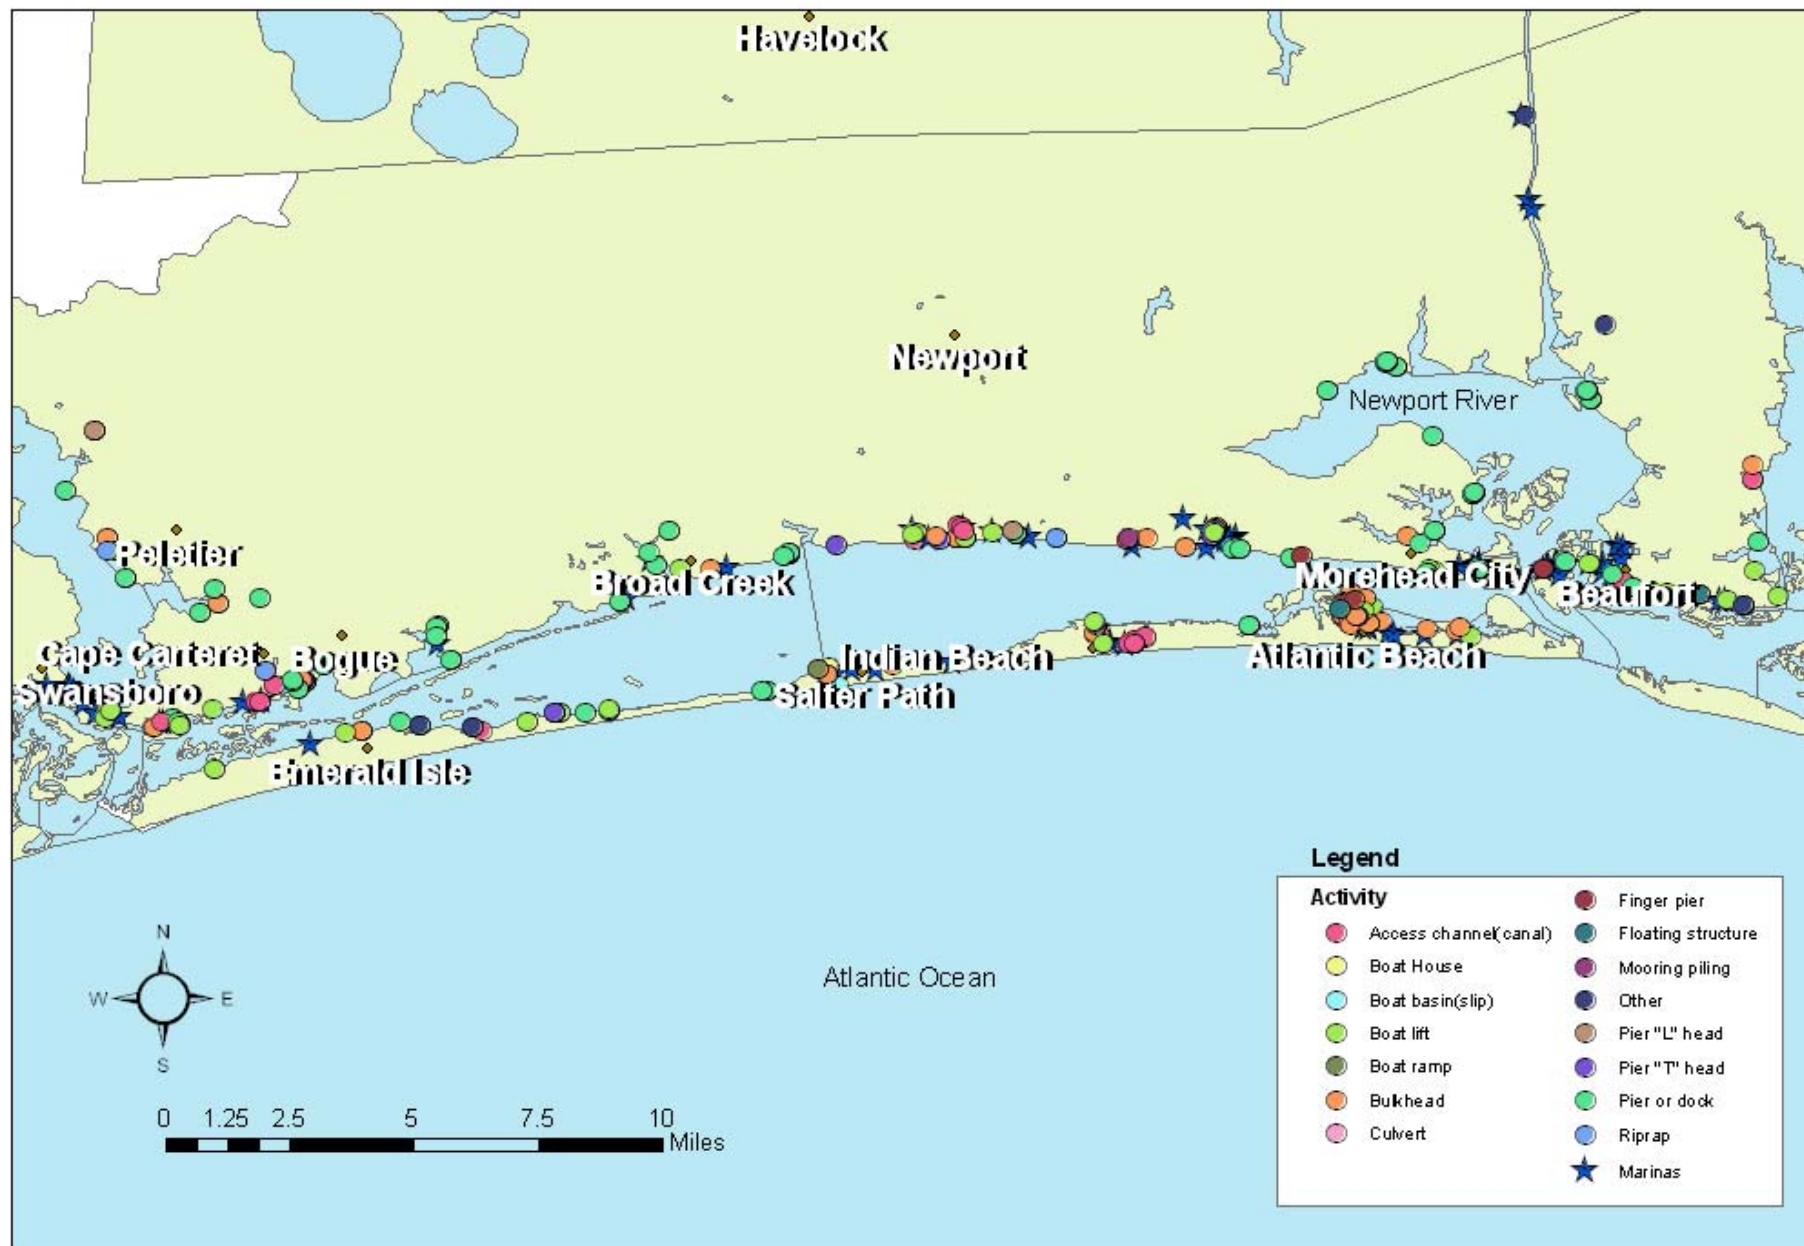 Havelock
Newport
Newport River
Peletier
Broad Creek
Morehead City
Beaufort
Cape Carteret
Bogue
Indian Beach
Atlantic Beach
Swansboro
Salter Path
Emerald Isle
Atlantic Ocean
N
W E
S
0 1.25 2.5 5 7.5 10
Miles
Legend
Activity
Access channel(canal)
Boat House
Boat basin(slip)
Boat lift
Boat ramp
Bulkhead
Culvert
Finger pier
Floating structure
Mooring piling
Other
Pier "L" head
Pier "T" head
Pier or dock
Riprap
Marinas